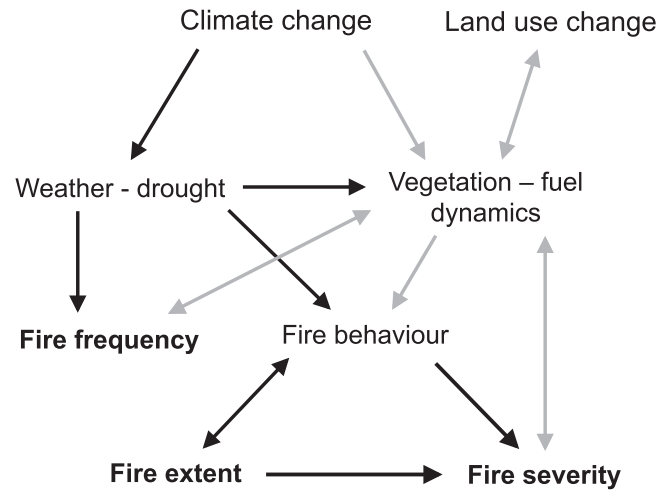 Climate change
Land use change
Weather - drought
Vegetation – fuel
dynamics
Fire frequency
Fire behaviour
Fire extent
Fire severity